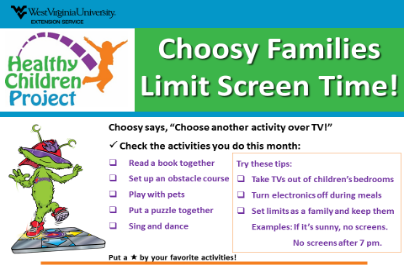 WestVirginiaUniversity.
EXTENSION SERVICE
Healthy
Children
Project
Choosy Families
Limit Screen Time!
Choosy says, “Choose another activity over TV!”
✓ Check the activities you do this month:
❑ Read a book together
❑ Set up an obstacle course
❑ Play with pets
❑ Put a puzzle together
❑ Sing and dance
Try these tips:
❑ Take TVs out of children’s bedrooms
❑ Turn electronics off during meals
❑ Set limits as a family and keep them
Examples: If it’s sunny, no screens.
No screens after 7 pm.
Put a ★ by your favorite activities!